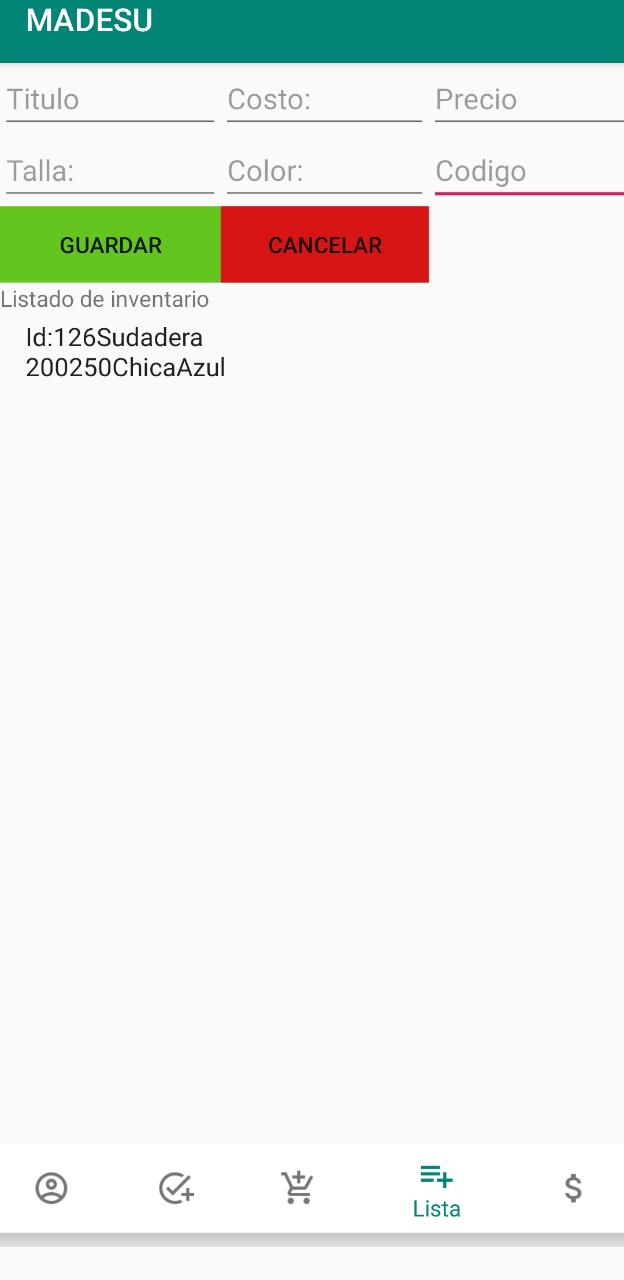 MADESU
Titulo Costo: Precio
Talla: Color: Codigo
GUARDAR CANCELAR
Listado de inventario
Id:126Sudadera
200250ChicaAzul
Lista
$